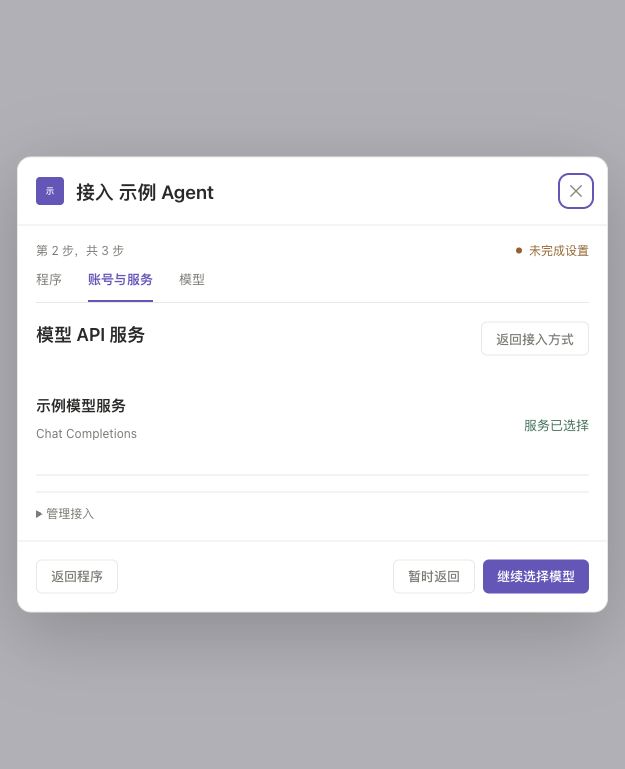 示
接入 示例 Agent
第 2 步，共 3 步
未完成设置
程序
账号与服务
模型
模型 API 服务
返回接入方式
示例模型服务
Chat Completions
服务已选择
管理接入
返回程序
暂时返回
继续选择模型